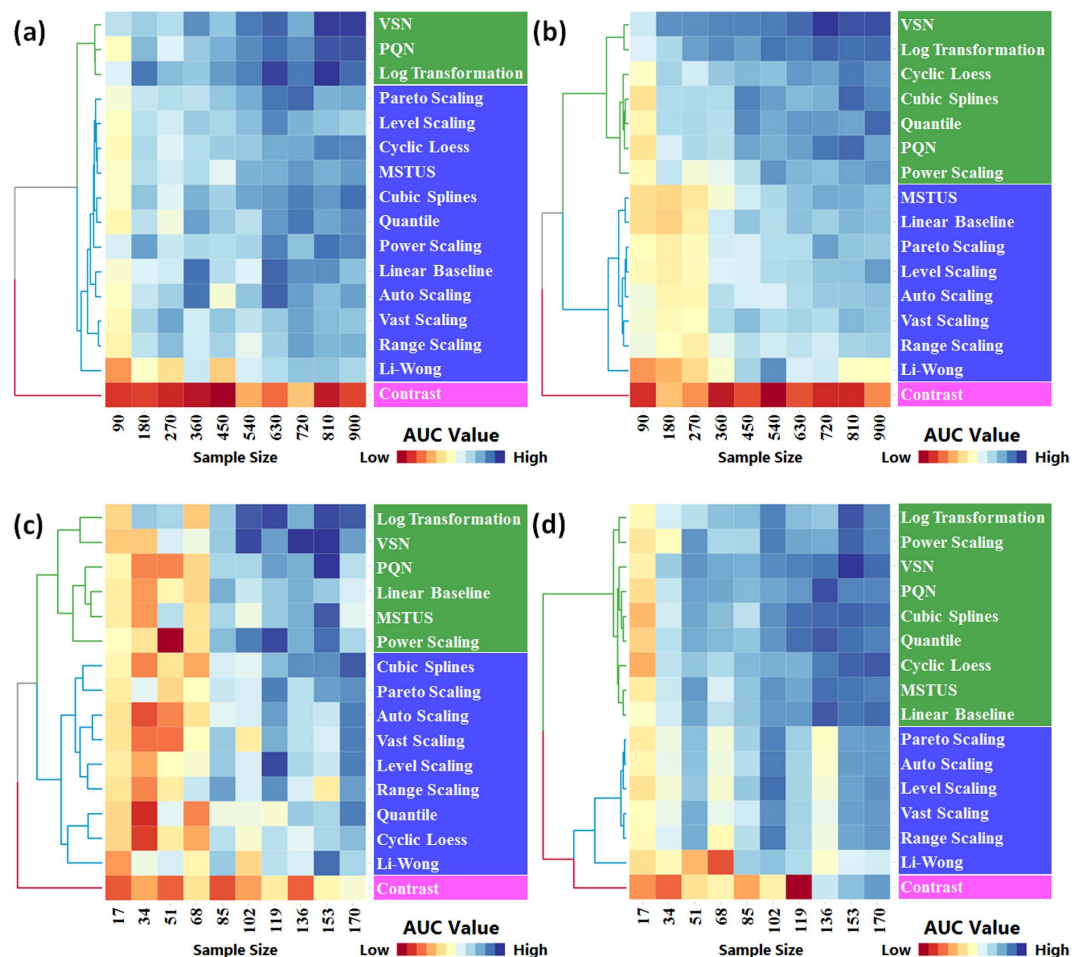 (a)
VSN
PQN
Log Transformation
Pareto Scaling
Level Scaling
Cyclic Loess
MSTUS
Cubic Splines
Quantile
Power Scaling
Linear Baseline
Auto Scaling
Vast Scaling
Range Scaling
Li-Wong
Contrast
90 180 270 360 450 540 630 720 810 900
Sample Size
AUC Value
Low High
(b)
VSN
Log Transformation
Cyclic Loess
Cubic Splines
Quantile
PQN
Power Scaling
MSTUS
Linear Baseline
Pareto Scaling
Level Scaling
Auto Scaling
Vast Scaling
Range Scaling
Li-Wong
Contrast
90 180 270 360 450 540 630 720 810 900
Sample Size
AUC Value
Low High
(c)
Log Transformation
VSN
PQN
Linear Baseline
MSTUS
Power Scaling
Cubic Splines
Pareto Scaling
Auto Scaling
Vast Scaling
Level Scaling
Range Scaling
Quantile
Cyclic Loess
Li-Wong
Contrast
17 34 51 68 85 102 119 136 153 170
Sample Size
AUC Value
Low High
(d)
Log Transformation
Power Scaling
VSN
PQN
Cubic Splines
Quantile
Cyclic Loess
MSTUS
Linear Baseline
Pareto Scaling
Auto Scaling
Level Scaling
Vast Scaling
Range Scaling
Li-Wong
Contrast
17 34 51 68 85 102 119 136 153 170
Sample Size
AUC Value
Low High